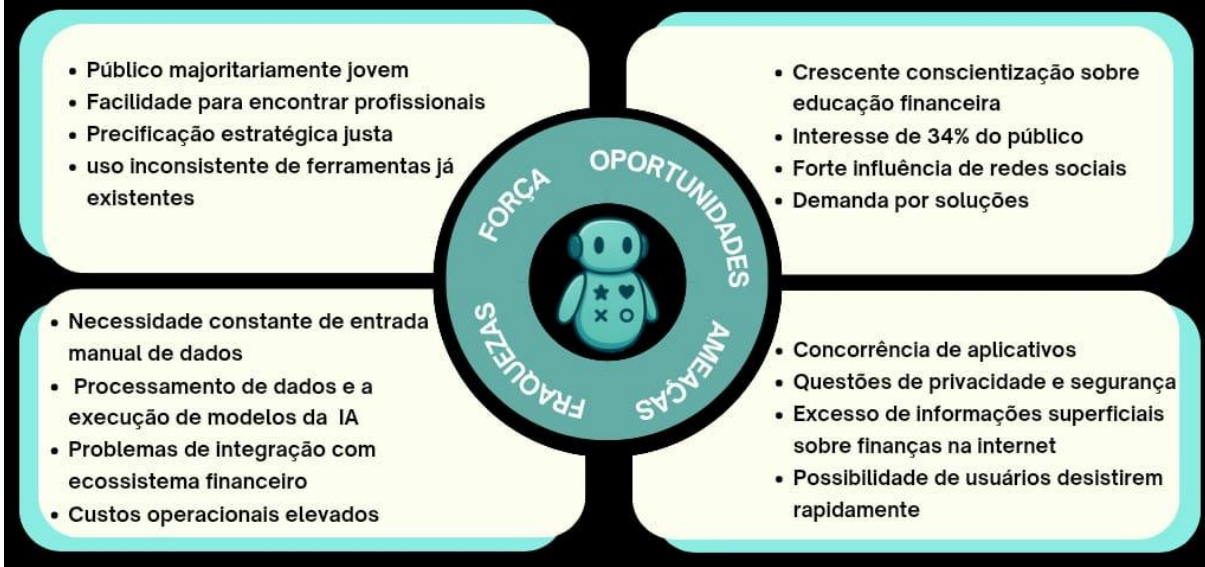 • Público majoritariamente jovem
• Facilidade para encontrar profissionais
• Precificação estratégica justa
• uso inconsistente de ferramentas já
existentes
• Crescente conscientização sobre
educação financeira
• Interesse de 34% do público
• Forte influência de redes sociais
• Demanda por soluções
FORÇA
OPORTUNIDADES
FRAQUEZAS
AMEAÇAS
• Necessidade constante de entrada
manual de dados
• Processamento de dados e a
execução de modelos da IA
• Problemas de integração com
ecossistema financeiro
• Custos operacionais elevados
• Concorrência de aplicativos
• Questões de privacidade e segurança
• Excesso de informações superficiais
sobre finanças na internet
• Possibilidade de usuários desistirem
rapidamente